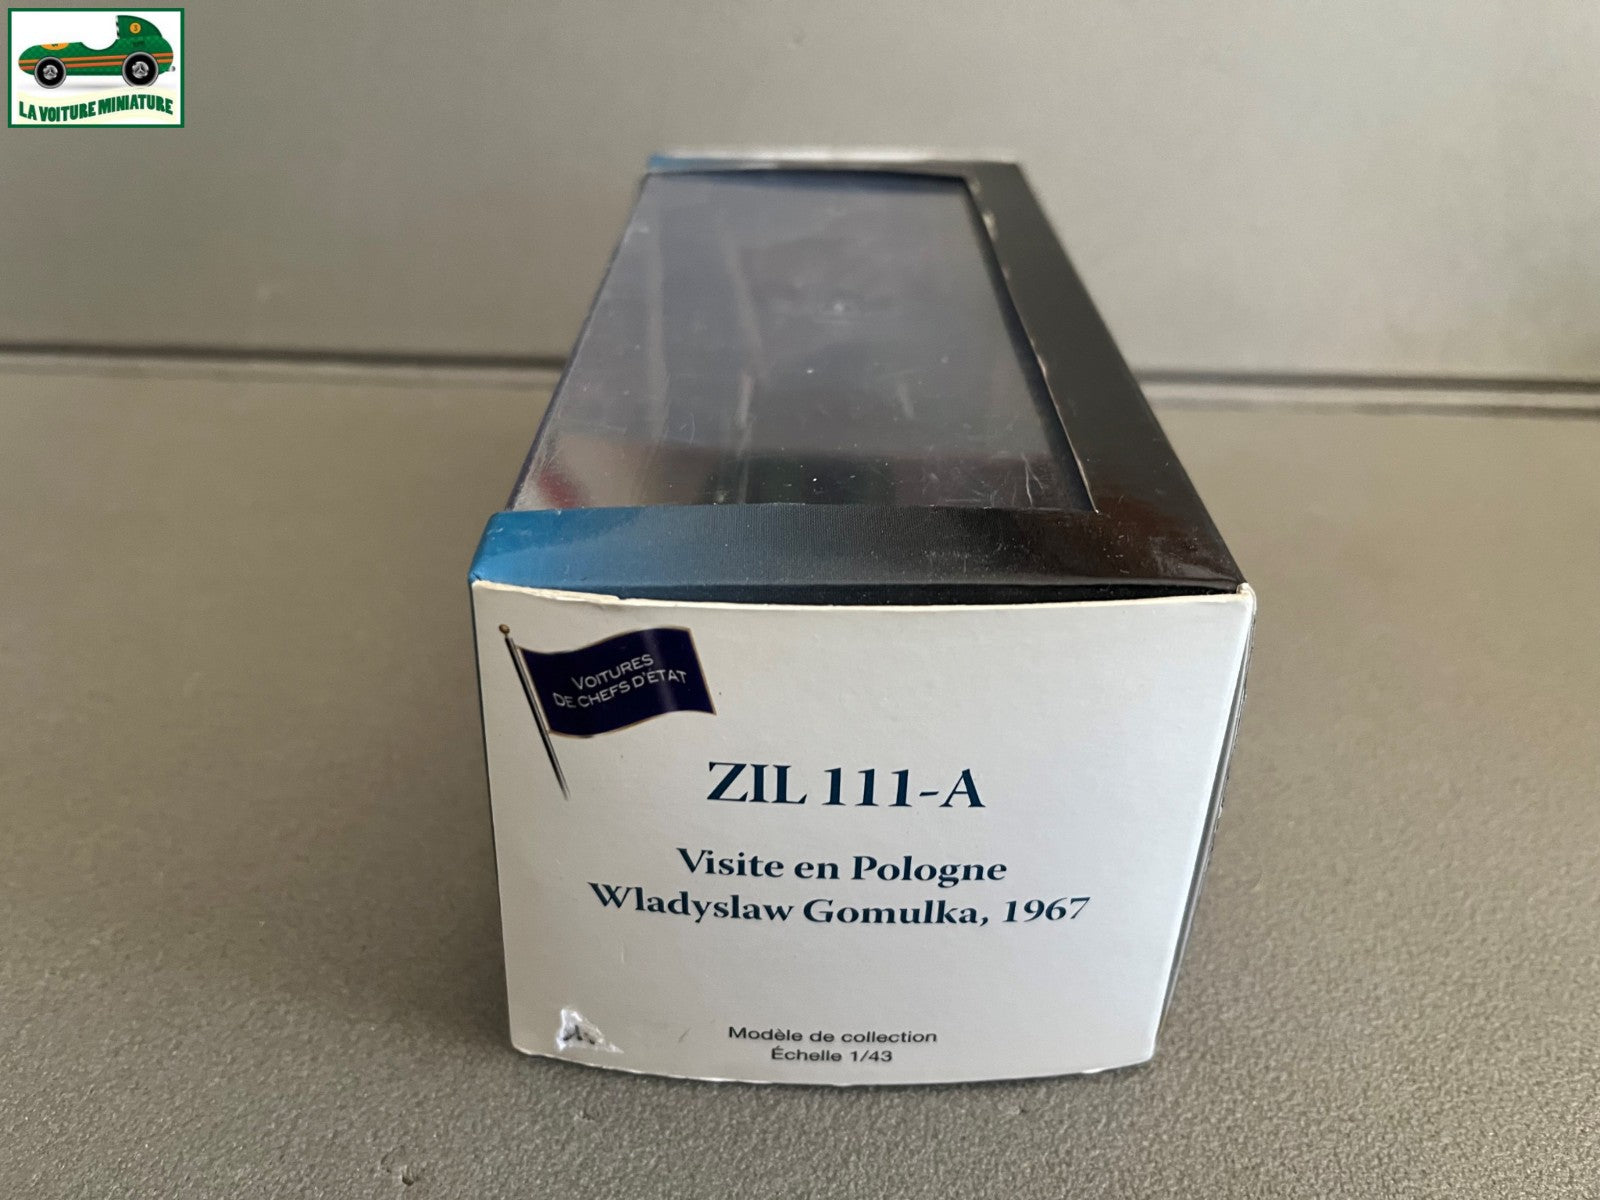 LA VOITURE MINIATURE
VOITURES
DE CHEFS D'ÉTAT
ZIL 111-A
Visite en Pologne
Wladyslaw Gomulka, 1967
Modèle de collection
Échelle 1/43